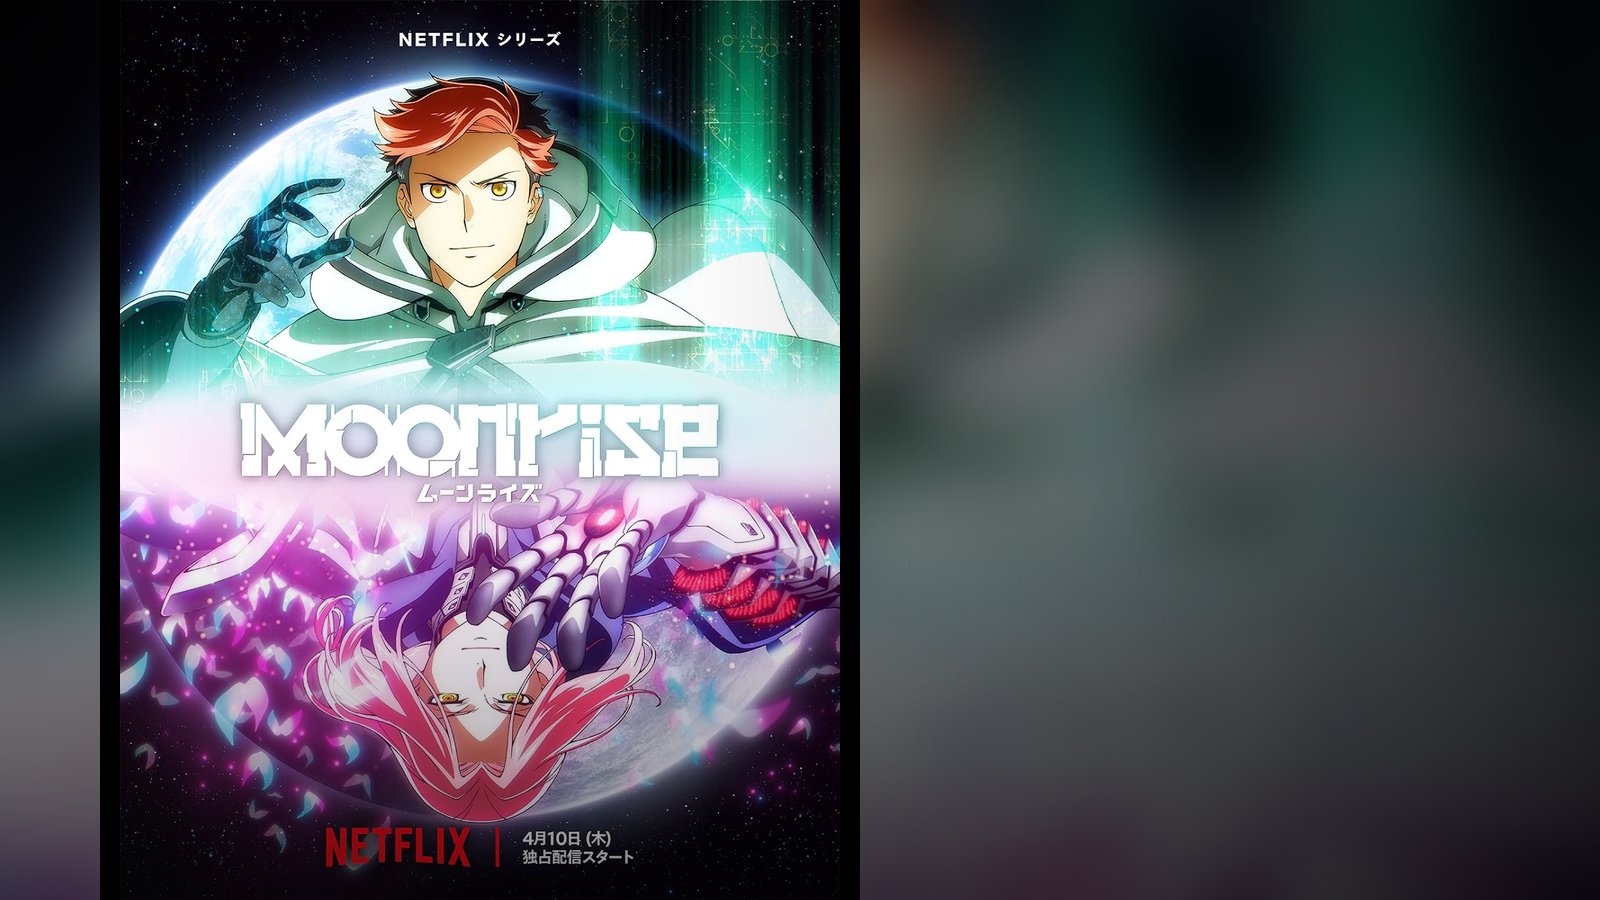 NETFLIX シリーズ
MOONrise
ムーンライズ
NETFLIX
4月10日 (木)
独占配信スタート